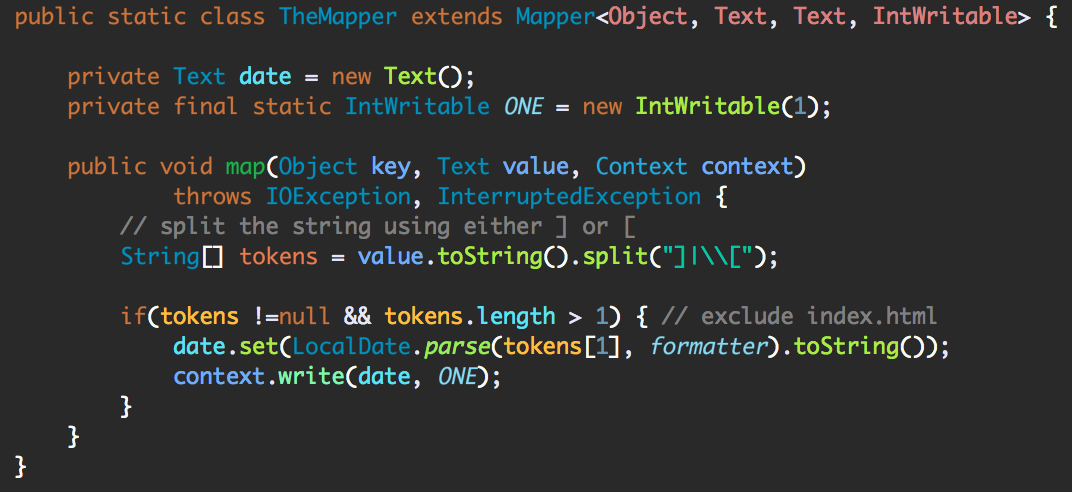 public static class TheMapper extends Mapper<Object, Text, Text, IntWritable> {
private Text date = new Text();
private final static IntWritable ONE = new IntWritable(1);
public void map(Object key, Text value, Context context)
throws IOException, InterruptedException {
// split the string using either ] or [
String[] tokens = value.toString().split("]|\\[");
if(tokens !=null && tokens.length > 1) { // exclude index.html
date.set(LocalDate.parse(tokens[1], formatter).toString());
context.write(date, ONE);
}
}
}